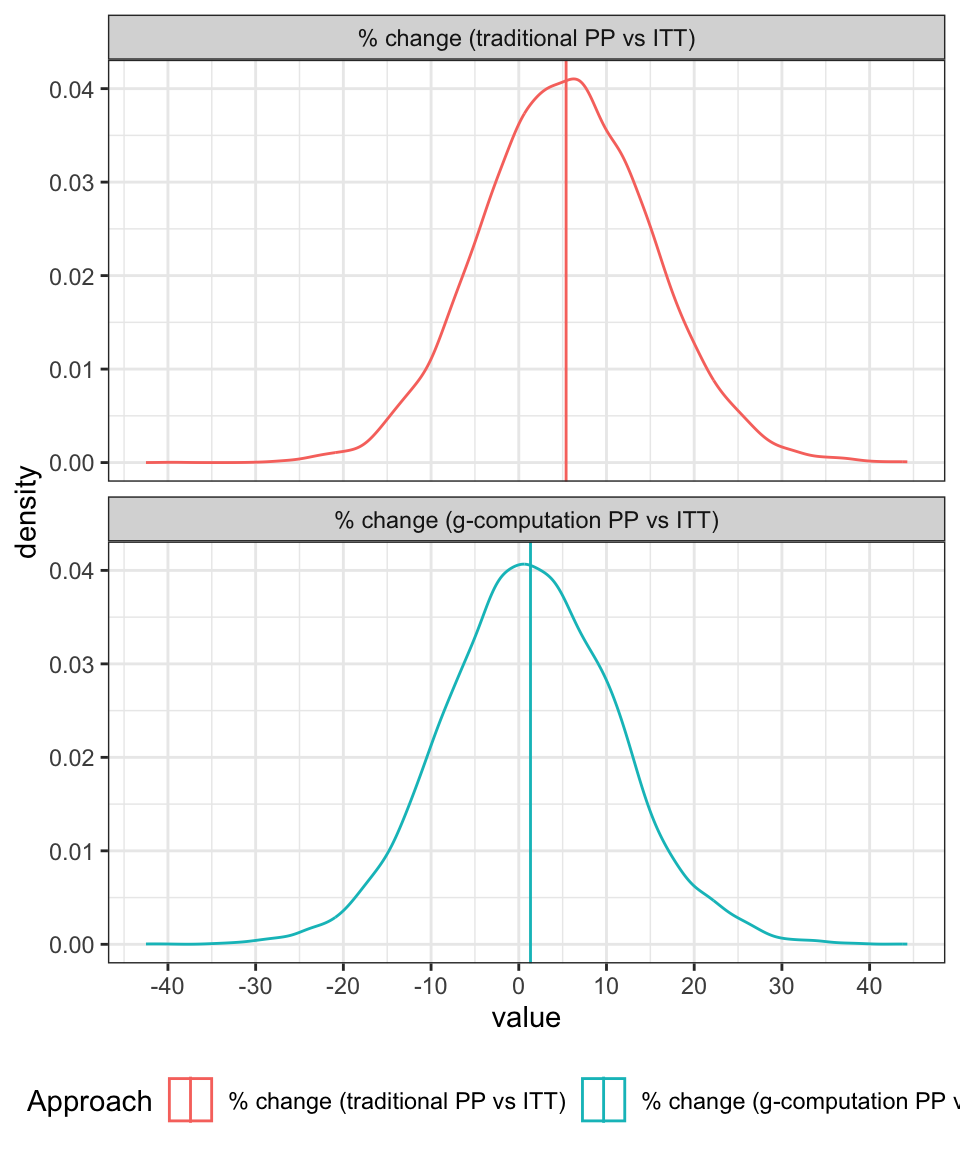 % change (traditional PP vs ITT)
0.04
0.03
0.02
0.01
0.00
density
% change (g-computation PP vs ITT)
0.04
0.03
0.02
0.01
0.00
-40 -30 -20 -10 0 10 20 30 40
value
Approach % change (traditional PP vs ITT) % change (g-computation PP